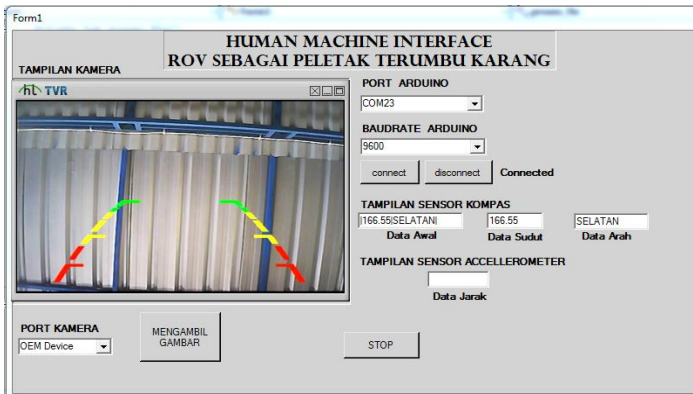 Form1
HUMAN MACHINE INTERFACE
ROV SEBAGAI PELETAK TERUMBU KARANG
TAMPILAN KAMERA
ht TVR
PORT ARDUINO
COM23
BAUDRATE ARDUINO
9600
connect disconnect Connected
TAMPILAN SENSOR KOMPAS
|166.55|SELATAN| 166.55 SELATAN
Data Awal Data Sudut Data Arah
TAMPILAN SENSOR ACCELLEROMETER
Data Jarak
PORT KAMERA
OEM Device
MENGAMBIL
GAMBAR
STOP